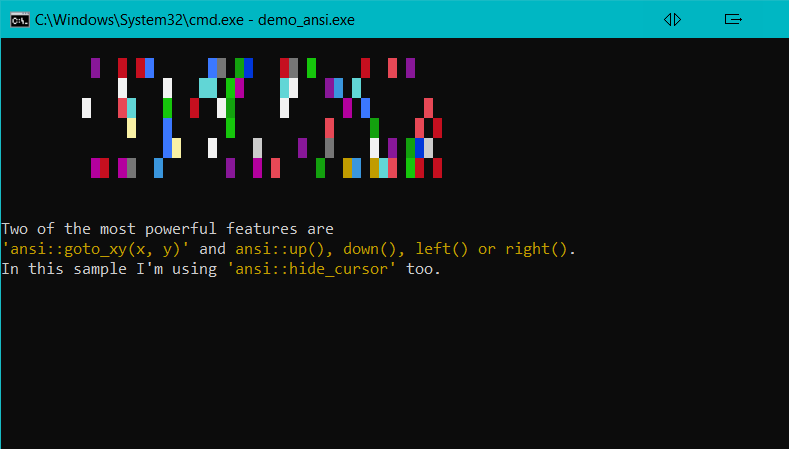 C:\Windows\System32\cmd.exe - demo_ansi.exe
Two of the most powerful features are
'ansi::goto_xy(x, y)' and ansi::up(), down(), left() or right().
In this sample I'm using 'ansi::hide_cursor' too.